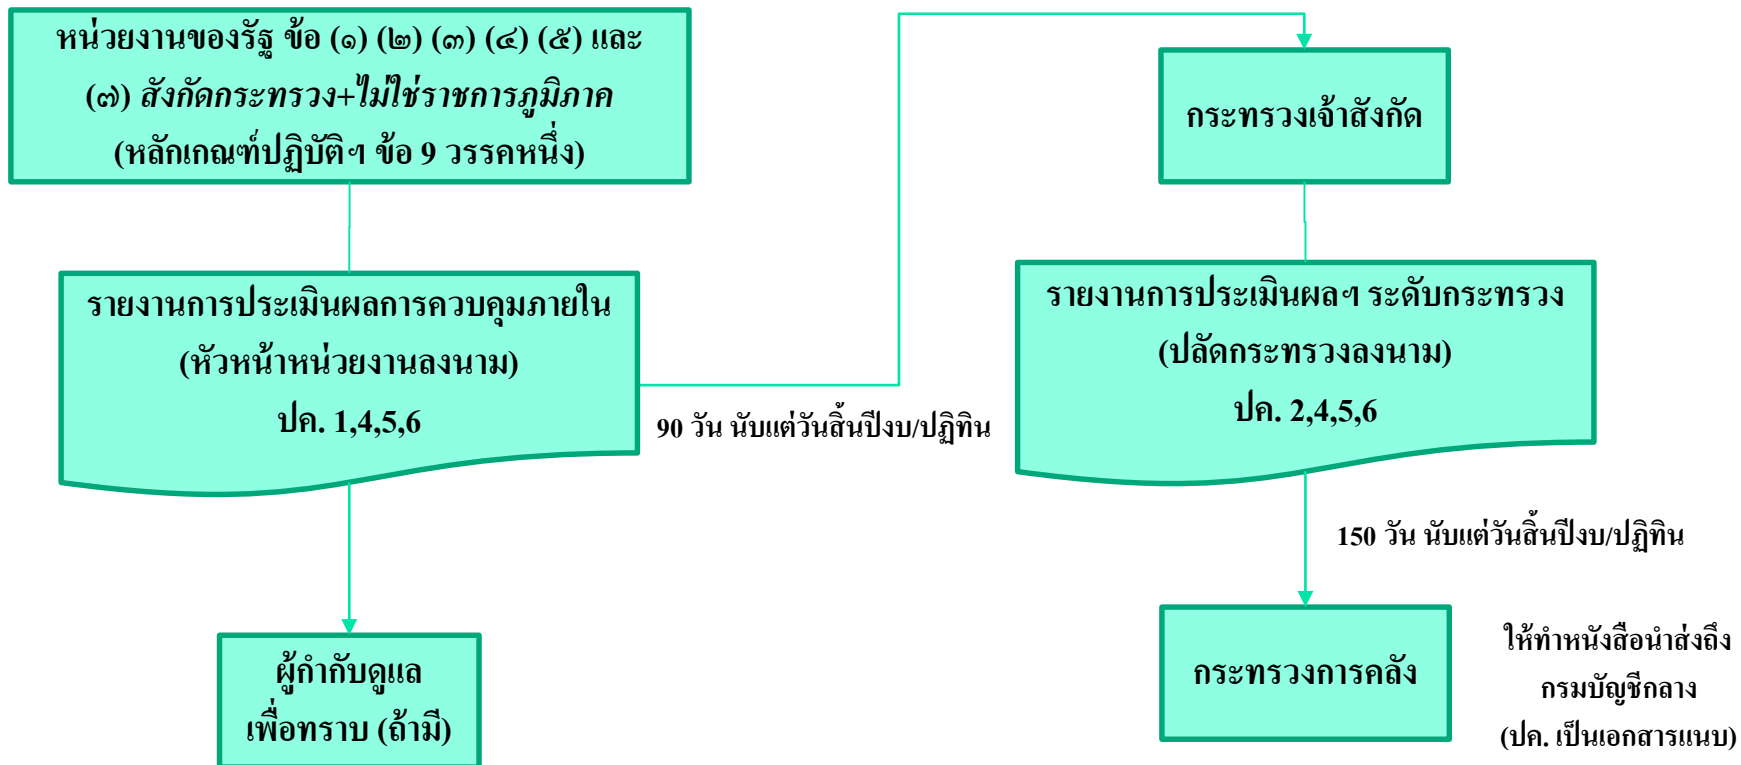 หน่วยงานของรัฐ ข้อ (๑) (๒) (๓) (๔) (๕) และ
(๗) สังกัดกระทรวง+ไม่ใช่ราชการภูมิภาค
(หลักเกณฑ์ปฏิบัติฯ ข้อ 9 วรรคหนึ่ง)
รายงานการประเมินผลการควบคุมภายใน
(หัวหน้าหน่วยงานลงนาม)
ปค. 1,4,5,6
90 วัน นับแต่วันสิ้นปีงบ/ปฏิทิน
ผู้กำกับดูแล
เพื่อทราบ (ถ้ามี)
กระทรวงเจ้าสังกัด
รายงานการประเมินผลฯ ระดับกระทรวง
(ปลัดกระทรวงลงนาม)
ปค. 2,4,5,6
150 วัน นับแต่วันสิ้นปีงบ/ปฏิทิน
กระทรวงการคลัง
ให้ทำหนังสือนำส่งถึง
กรมบัญชีกลาง
(ปค. เป็นเอกสารแนบ)